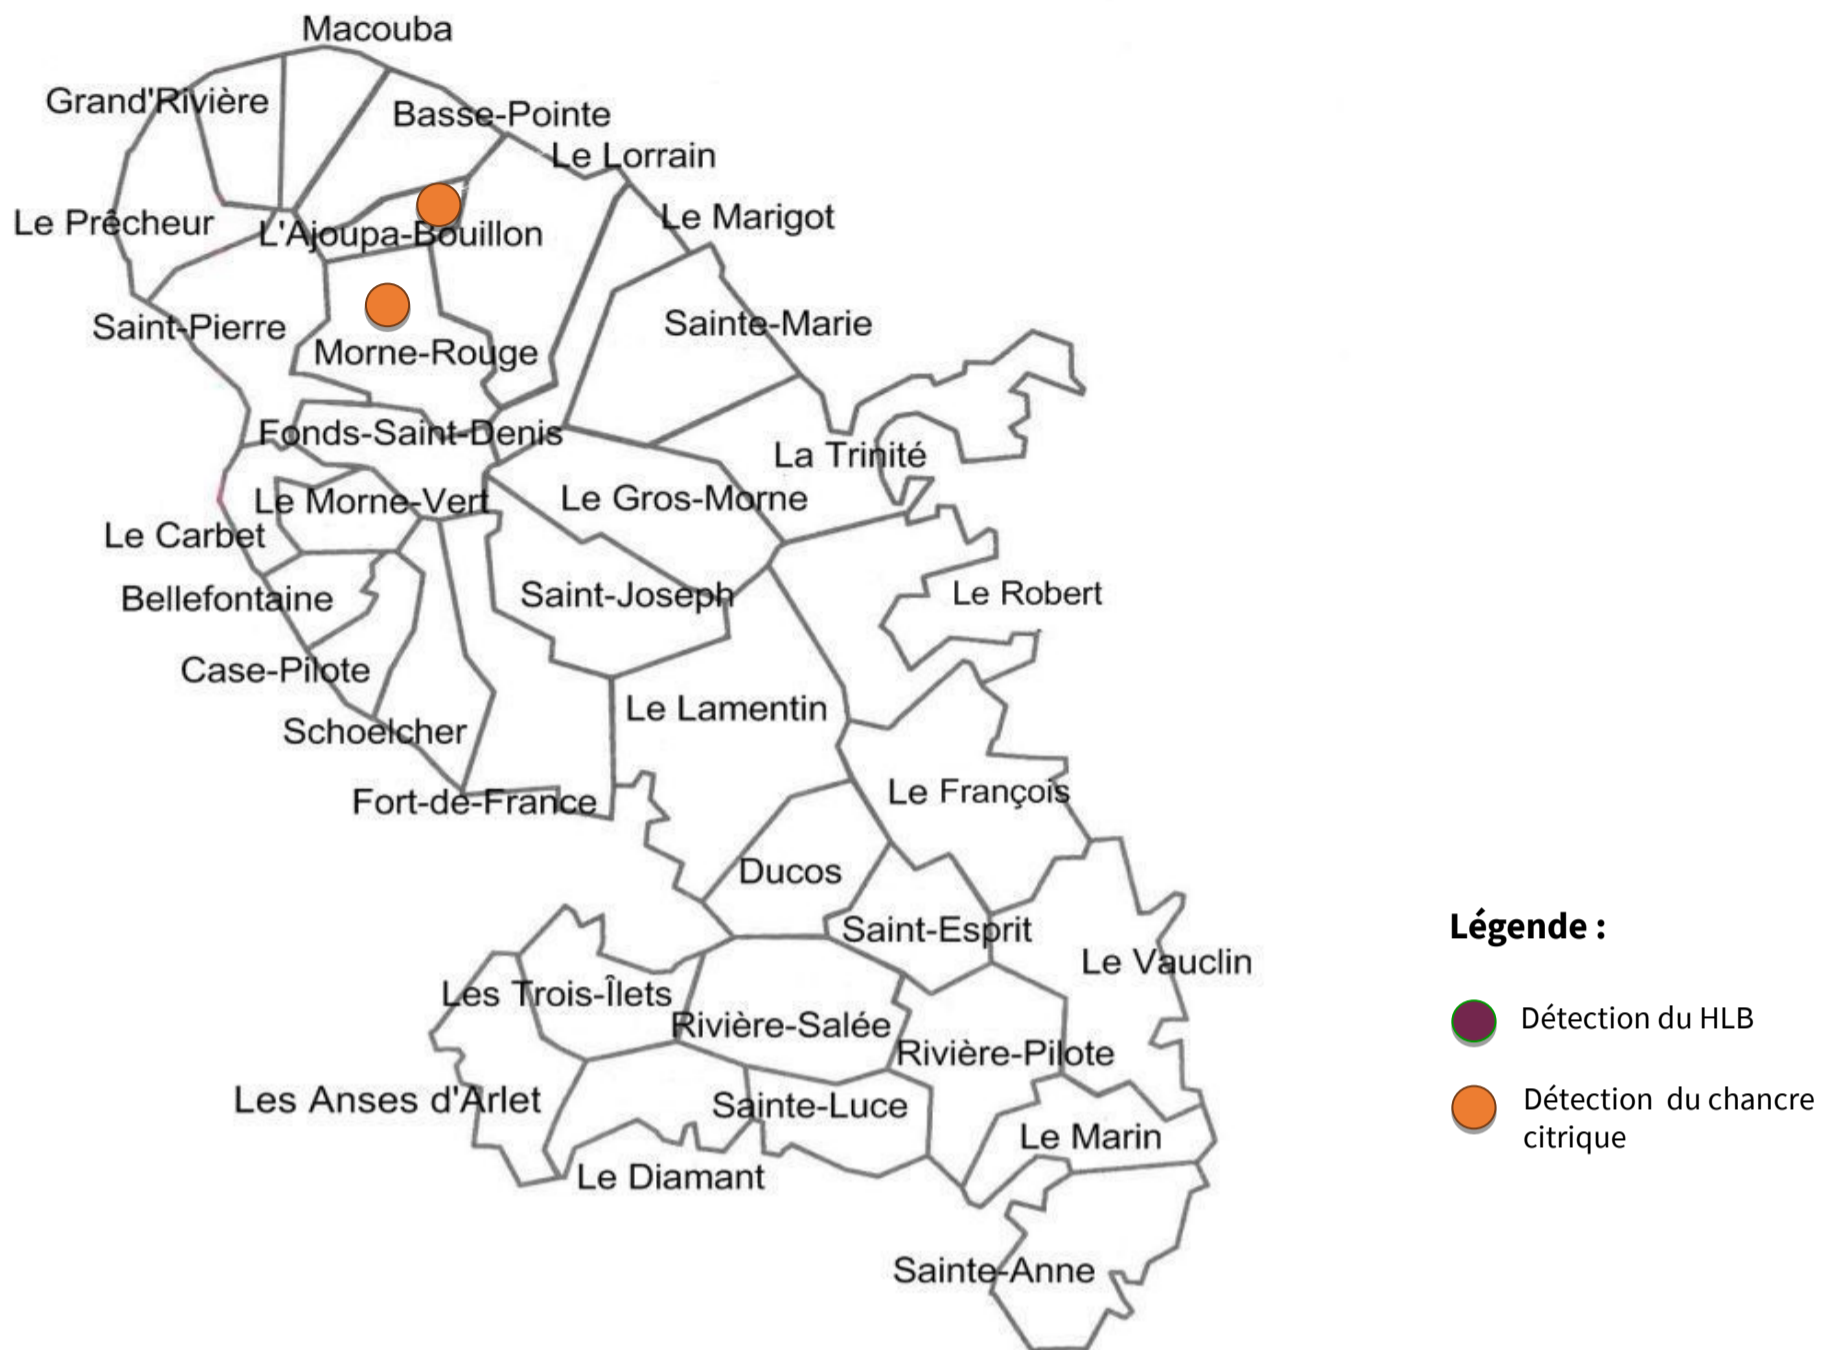 Macouba
Grand'Rivière
Basse-Pointe
Le Lorrain
Le Prêcheur
L'Ajoupa-Bouillon
Le Marigot
Saint-Pierre
Morne-Rouge
Sainte-Marie
Fonds-Saint-Denis
La Trinité
Le Morne-Vert
Le Gros-Morne
Le Carbet
Bellefontaine
Saint-Joseph
Le Robert
Case-Pilote
Schoelcher
Le Lamentin
Fort-de-France
Le François
Ducos
Saint-Esprit
Le Vauclin
Les Trois-Îlets
Rivière-Salée
Rivière-Pilote
Les Anses d'Arlet
Sainte-Luce
Le Marin
Le Diamant
Sainte-Anne
Légende :
Détection du HLB
Détection du chancre
citrique